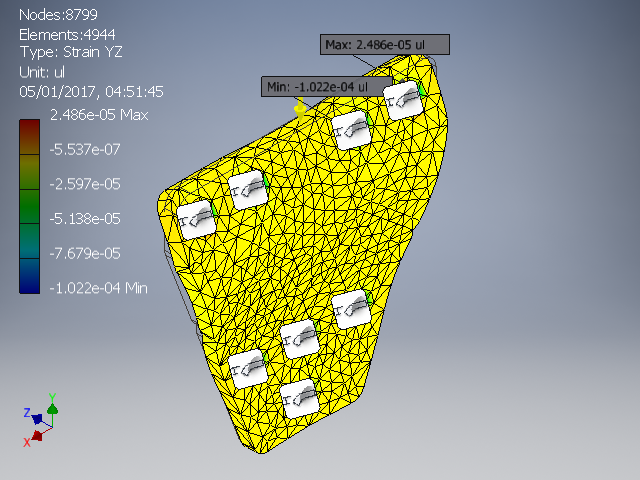 Nodes:8799
Elements:4944
Type: Strain YZ
Unit: ul
05/01/2017, 04:51:45
2.486e-05 Max
-5.537e-07
-2.597e-05
-5.138e-05
-7.679e-05
-1.022e-04 Min
Max: 2.486e-05 ul
Min: -1.022e-04 ul
Y
Z
X